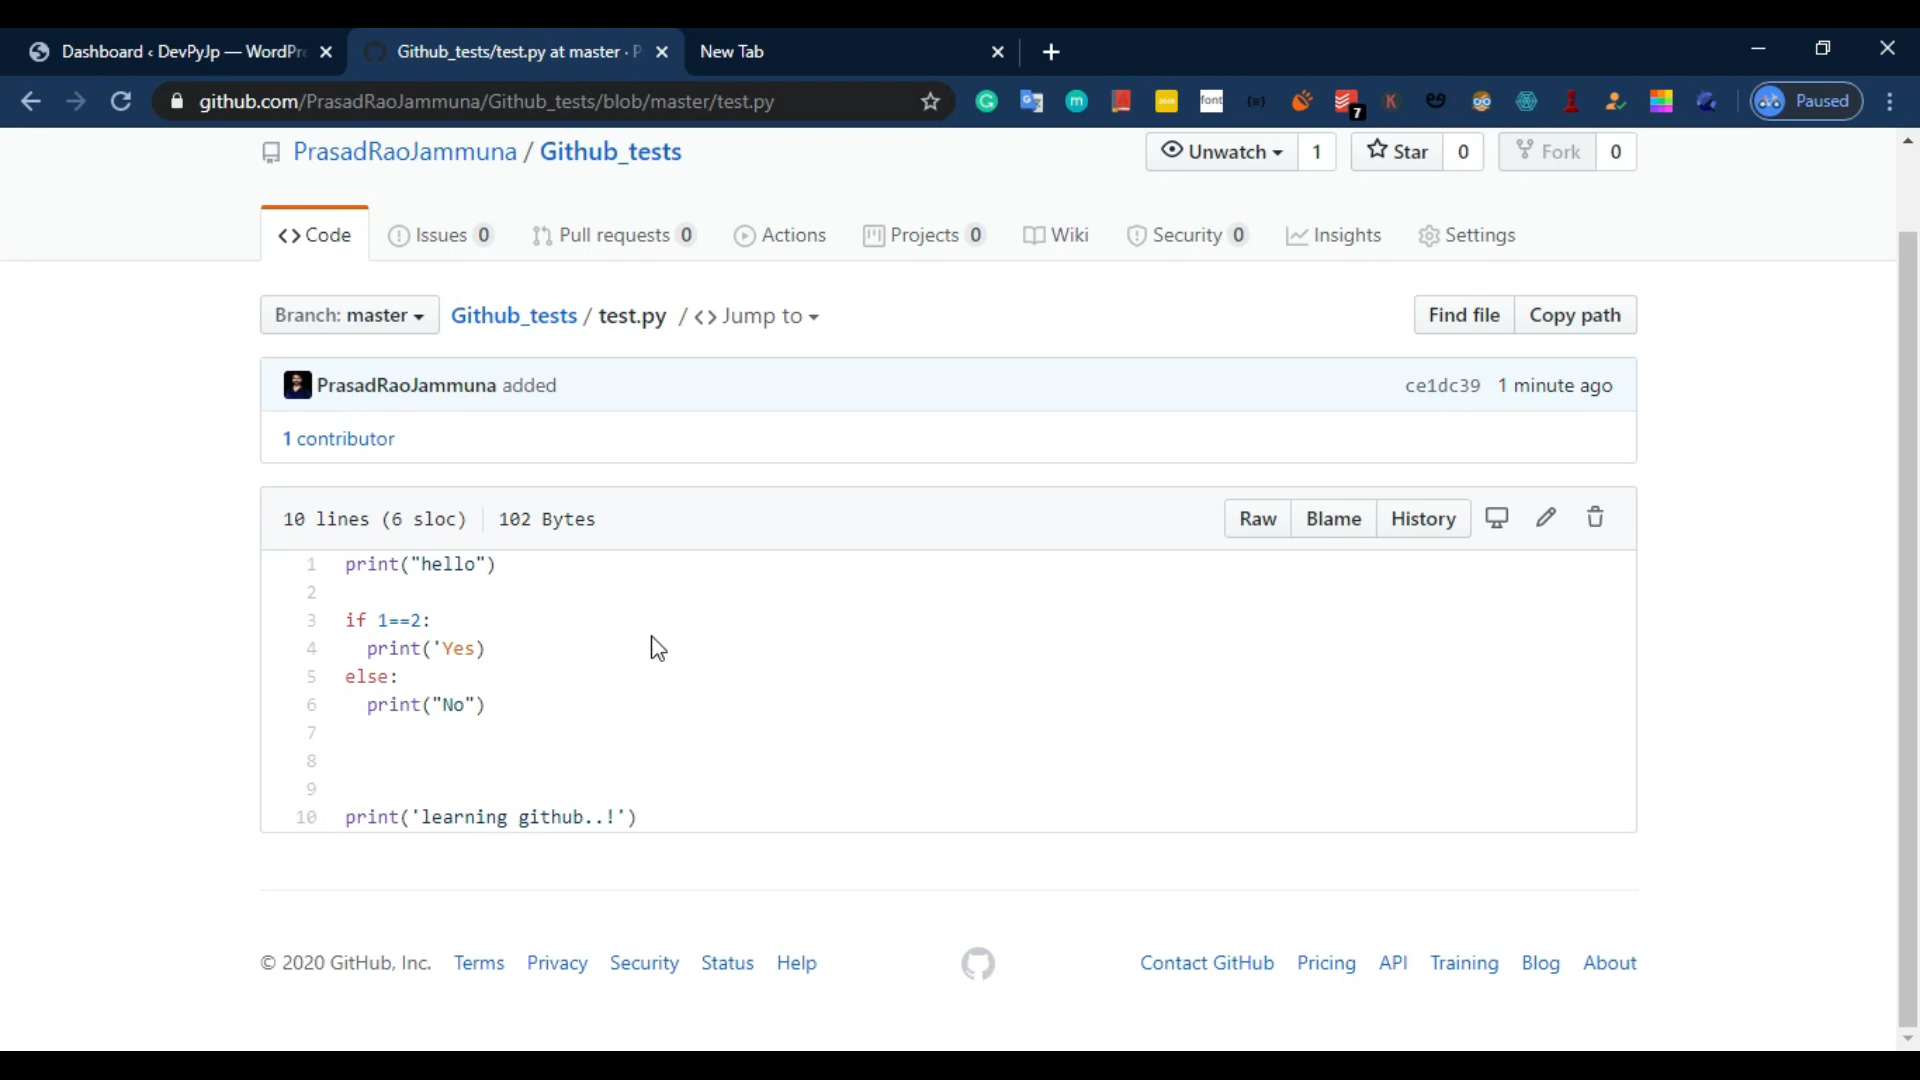 Dashboard ‹ DevPyJp — WordPr
Github_tests/test.py at master · P
New Tab
github.com/PrasadRaoJammuna/Github_tests/blob/master/test.py
font
7
K
Paused
PrasadRaoJammuna / Github_tests
Unwatch 1
Star 0
Fork 0
Code
Issues 0
Pull requests 0
Actions
Projects 0
Wiki
Security 0
Insights
Settings
Branch: master
Github_tests / test.py / Jump to
Find file
Copy path
PrasadRaoJammuna added
ce1dc39 1 minute ago
1 contributor
10 lines (6 sloc) 102 Bytes
Raw
Blame
History
1 print("hello")
2
3 if 1==2:
4 print('Yes)
5 else:
6 print("No")
7
8
9
10 print('learning github..!')
© 2020 GitHub, Inc. Terms Privacy Security Status Help
Contact GitHub Pricing API Training Blog About